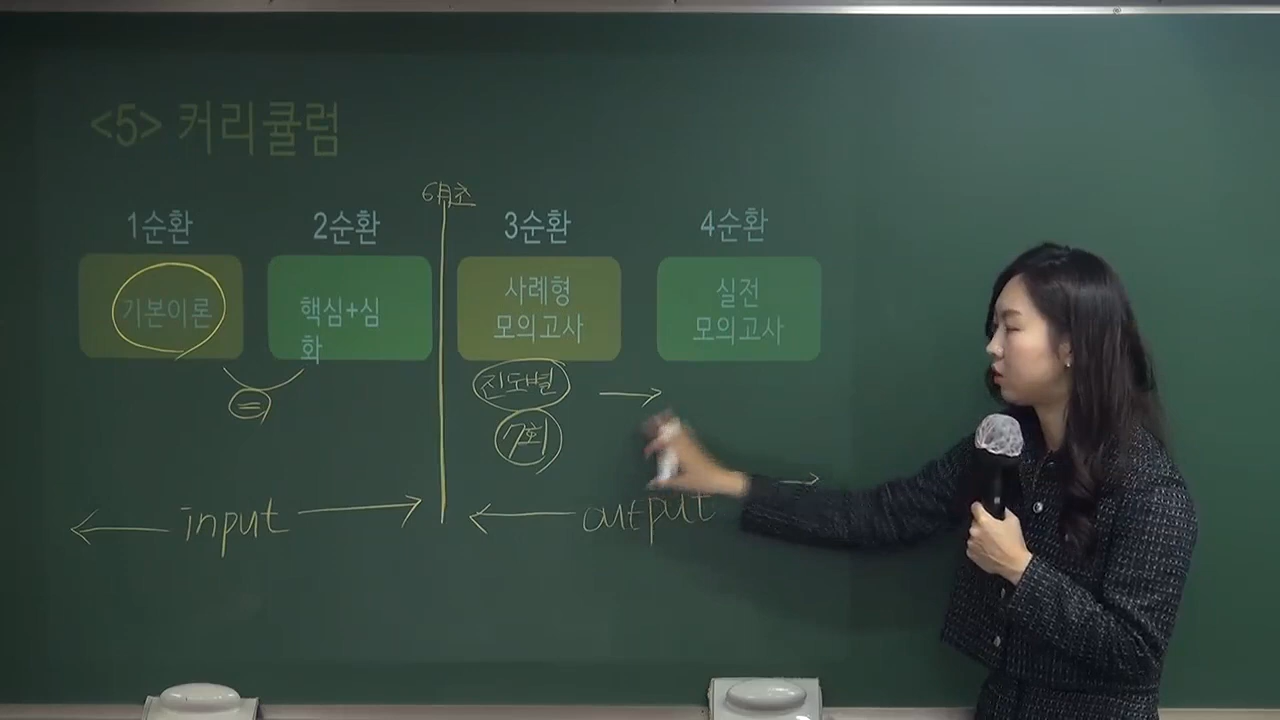 <5> 커리큘럼
6月초
1순환
2순환
3순환
4순환
기본이론
핵심+심
화
사례형
모의고사
실전
모의고사
진도별
=
7회
input
output